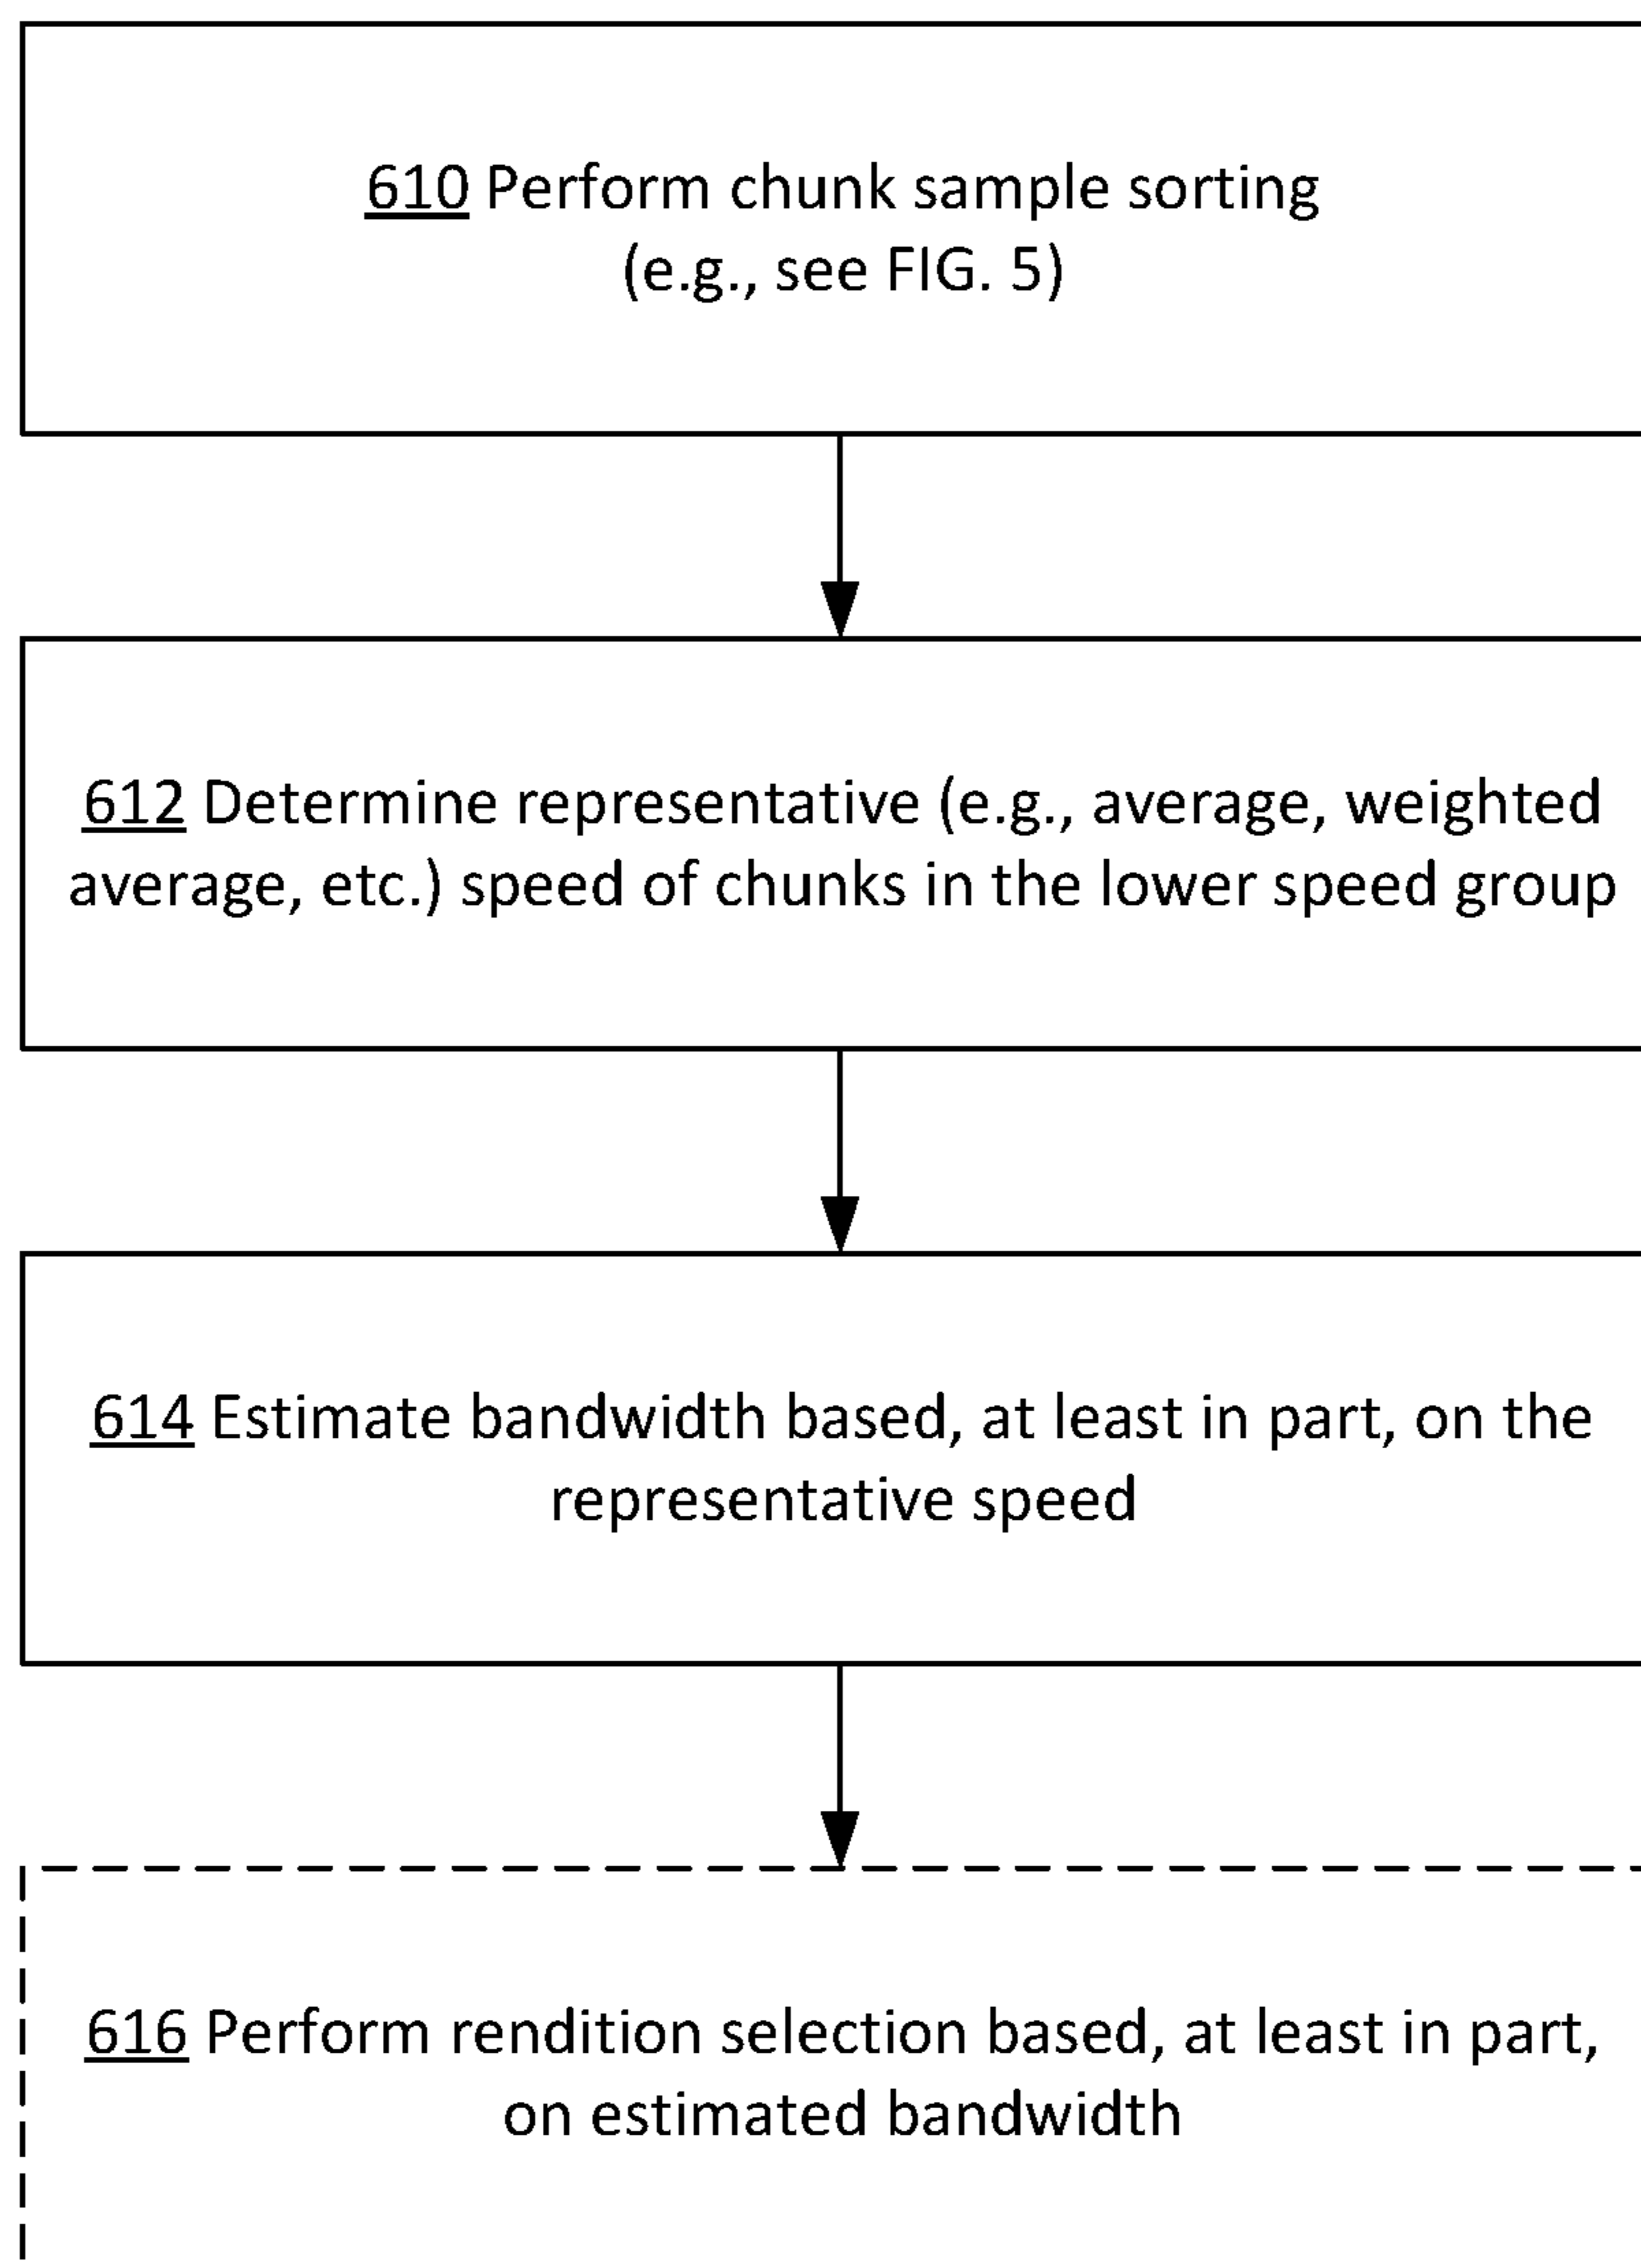 610 Perform chunk sample sorting
(e.g., see FIG. 5)
612 Determine representative (e.g., average, weighted
average, etc.) speed of chunks in the lower speed group
614 Estimate bandwidth based, at least in part, on the
representative speed
616 Perform rendition selection based, at least in part,
on estimated bandwidth